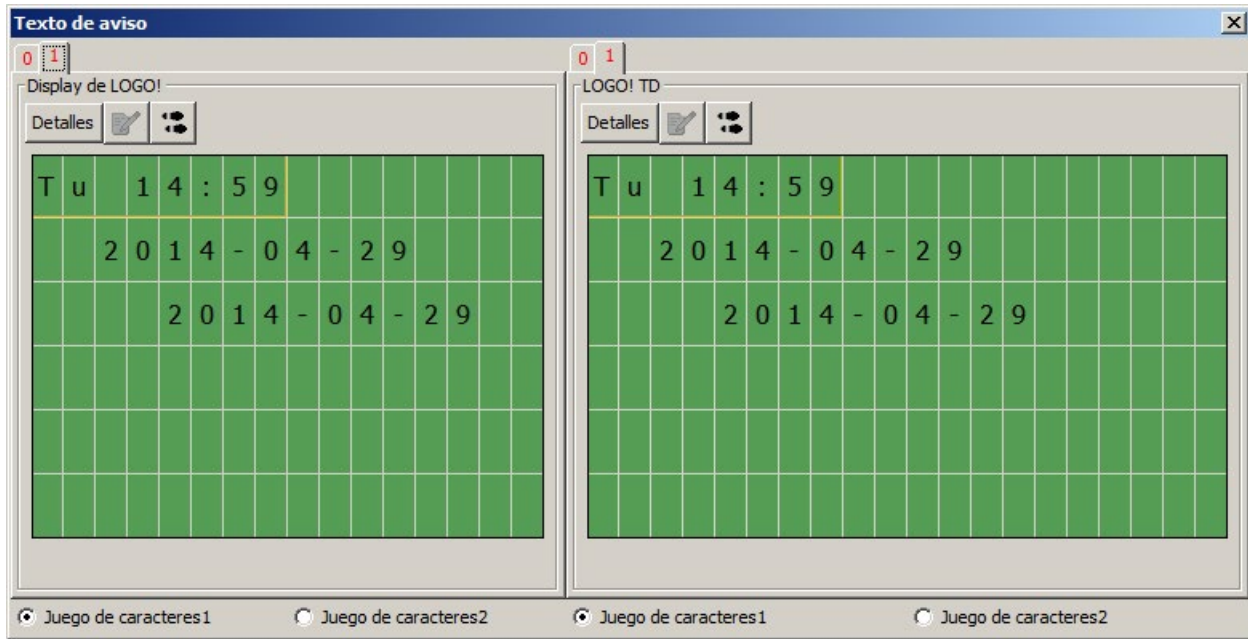 Texto de aviso
0 1
Display de LOGO!
Detalles
Tu 14:59
2014-04-29
2014-04-29
0 1
LOGO! TD
Detalles
Tu 14:59
2014-04-29
2014-04-29
Juego de caracteres1 Juego de caracteres2
Juego de caracteres1 Juego de caracteres2